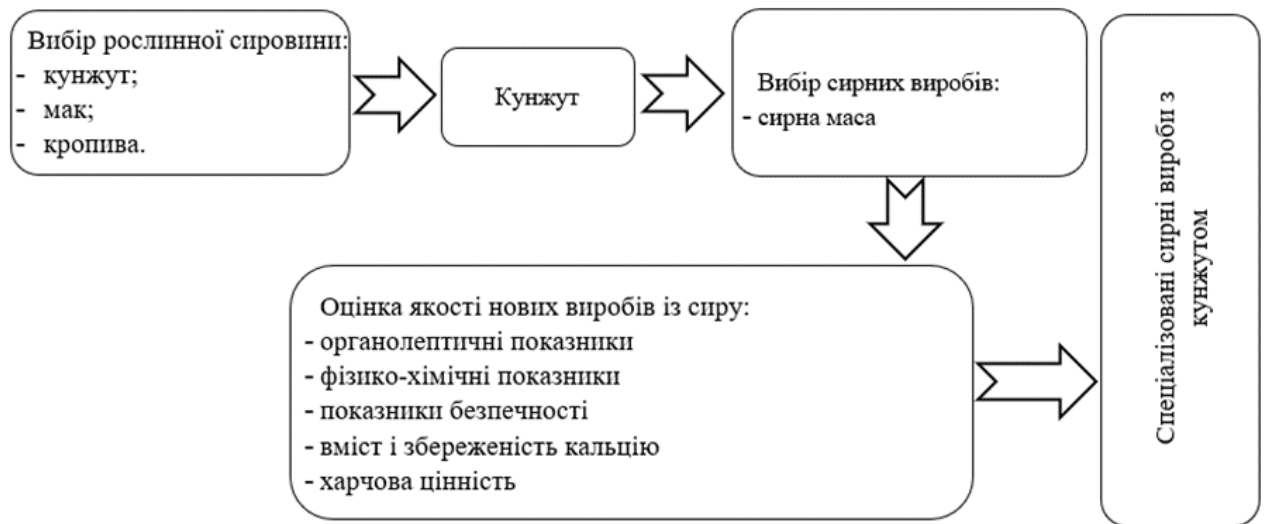 Вибір рослинної сировини:
- кунжут;
- мак;
- кропива.
Кунжут
Вибір сирних виробів:
- сирна маса
Оцінка якості нових виробів із сиру:
- органолептичні показники
- фізико-хімічні показники
- показники безпечності
- вміст і збереженість кальцію
- харчова цінність
Спеціалізовані сирні вироби з
кунжутом